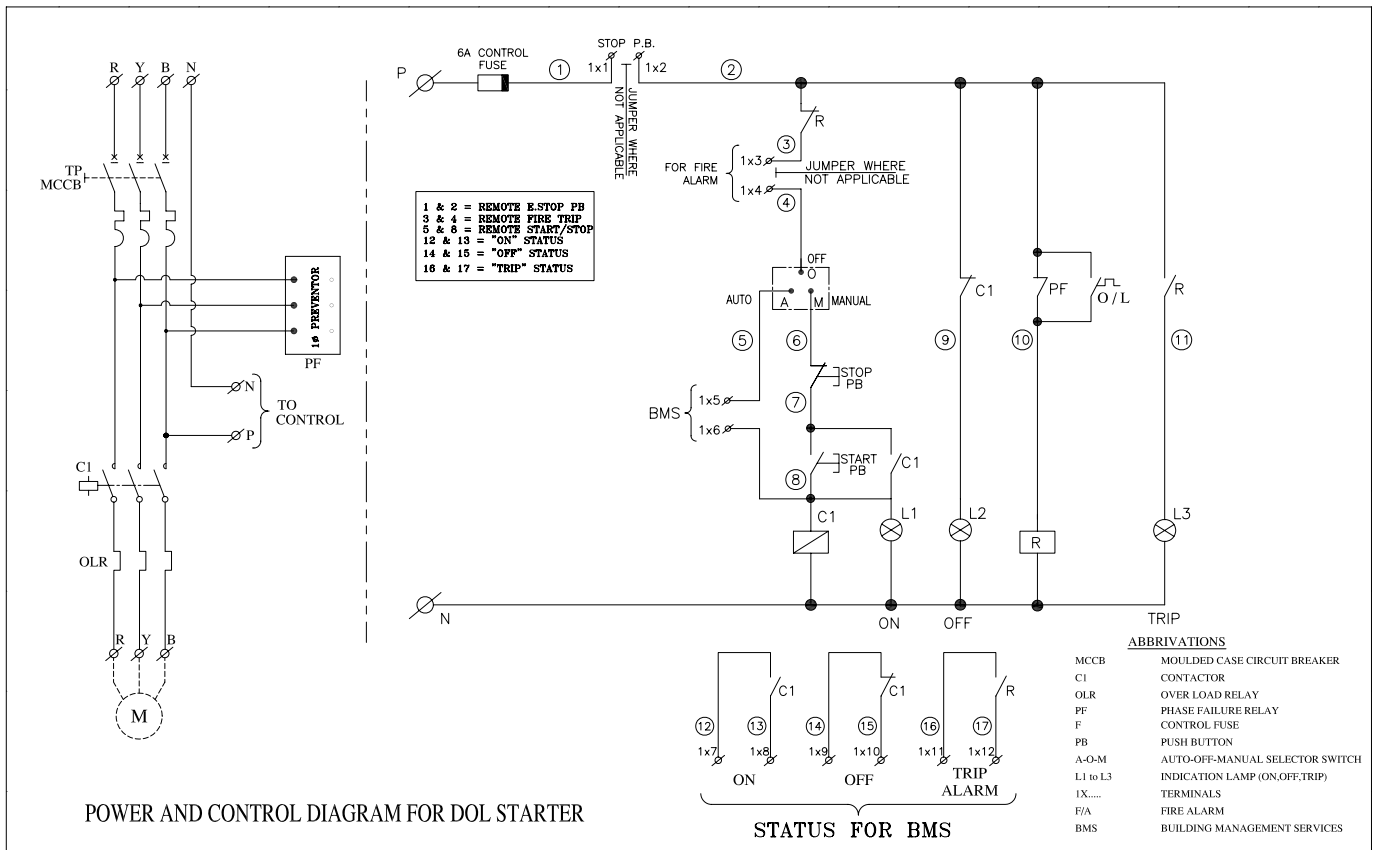 R Y B N
TP
MCCB
1ø PREVENTOR
PF
N
TO
CONTROL
P
C1
OLR
R Y B
M
POWER AND CONTROL DIAGRAM FOR DOL STARTER
P
6A CONTROL
FUSE
1
STOP P.B.
1x1
1x2
JUMPER WHERE
NOT APPLICABLE
2
1 & 2 = REMOTE E.STOP PB
3 & 4 = REMOTE FIRE TRIP
5 & 8 = REMOTE START/STOP
12 & 13 = "ON" STATUS
14 & 15 = "OFF" STATUS
16 & 17 = "TRIP" STATUS
R
3
FOR FIRE
ALARM
1x3
1x4
JUMPER WHERE
NOT APPLICABLE
4
OFF
O
AUTO
A M
MANUAL
5
6
STOP
PB
7
BMS
1x5
1x6
START
PB
8
C1
C1
L1
C1
9
L2
PF
O / L
10
R
R
11
L3
N
ON
OFF
TRIP
C1
12
13
1x7
1x8
ON
C1
14
15
1x9
1x10
OFF
R
16
17
1x11
1x12
TRIP
ALARM
STATUS FOR BMS
ABBRIVATIONS
MCCB MOULDED CASE CIRCUIT BREAKER
C1 CONTACTOR
OLR OVER LOAD RELAY
PF PHASE FAILURE RELAY
F CONTROL FUSE
PB PUSH BUTTON
A-O-M AUTO-OFF-MANUAL SELECTOR SWITCH
L1 to L3 INDICATION LAMP (ON,OFF,TRIP)
1X..... TERMINALS
F/A FIRE ALARM
BMS BUILDING MANAGEMENT SERVICES